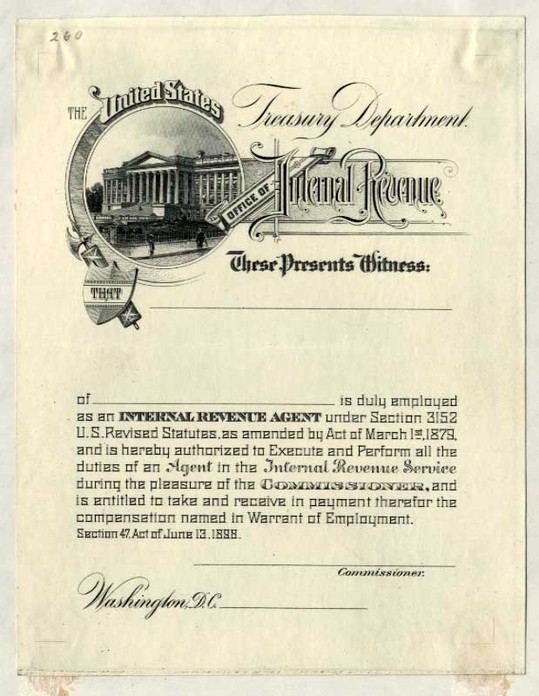 260
THE United States
Treasury Department.
OFFICE OF Internal Revenue
These Presents Witness:
THAT
of is duly employed
as an INTERNAL REVENUE AGENT under Section 3152
U.S. Revised Statutes, as amended by Act of March 1st, 1879,
and is hereby authorized to Execute and Perform all the
duties of an Agent in the Internal Revenue Service
during the pleasure of the COMMISSIONER, and
is entitled to take and receive in payment therefor the
compensation named in Warrant of Employment.
Section 47, Act of June 13, 1898.
Commissioner.
Washington, D.C.